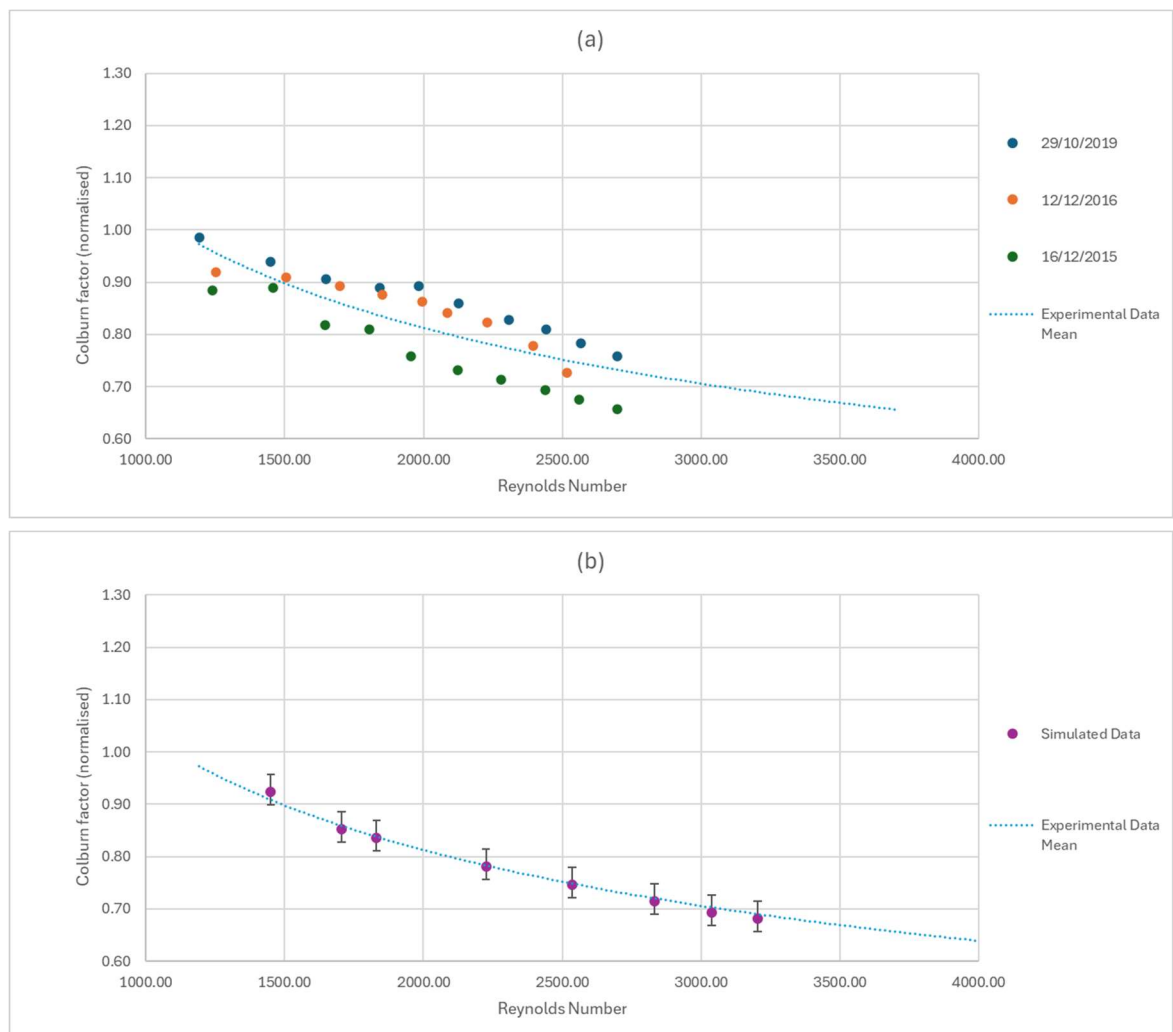 (a)
1.30
1.20
1.10
1.00
0.90
0.80
0.70
0.60
Colburn factor (normalised)
1000.00 1500.00 2000.00 2500.00 3000.00 3500.00 4000.00
Reynolds Number
29/10/2019
12/12/2016
16/12/2015
Experimental Data
Mean
(b)
1.30
1.20
1.10
1.00
0.90
0.80
0.70
0.60
Colburn factor (normalised)
1000.00 1500.00 2000.00 2500.00 3000.00 3500.00 4000.00
Reynolds Number
Simulated Data
Experimental Data
Mean